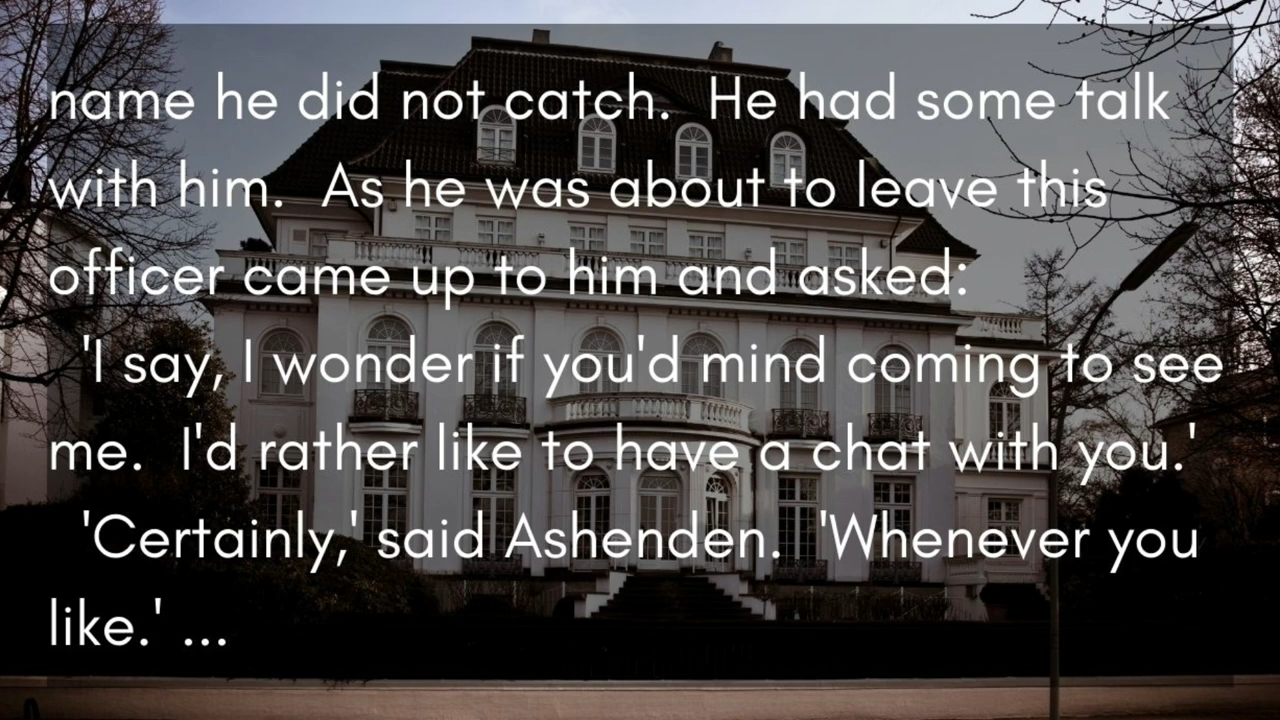 name he did not catch.  He had some talk
with him.  As he was about to leave this
officer came up to him and asked:
'I say, I wonder if you'd mind coming to see
me.  I'd rather like to have a chat with you.'
'Certainly,' said Ashenden.  'Whenever you
like.' ...